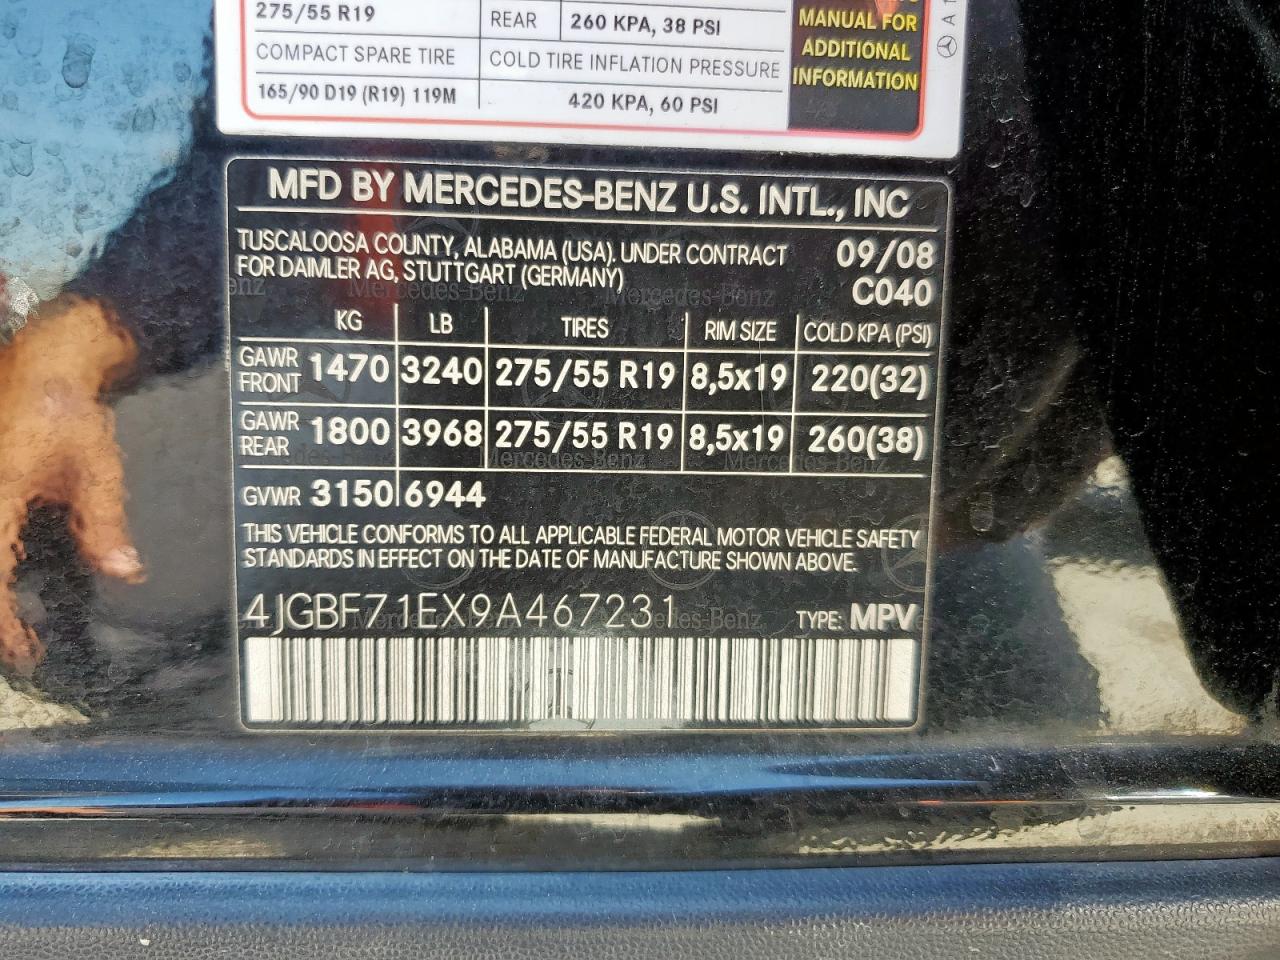 275/55 R19 REAR 260 KPA, 38 PSI
COMPACT SPARE TIRE COLD TIRE INFLATION PRESSURE
165/90 D19 (R19) 119M 420 KPA, 60 PSI
MANUAL FOR
ADDITIONAL
INFORMATION
MFD BY MERCEDES-BENZ U.S. INTL., INC
TUSCALOOSA COUNTY, ALABAMA (USA). UNDER CONTRACT 09/08
FOR DAIMLER AG, STUTTGART (GERMANY) C040
KG LB TIRES RIM SIZE COLD KPA (PSI)
GAWR FRONT 1470 3240 275/55 R19 8,5x19 220(32)
GAWR REAR 1800 3968 275/55 R19 8,5x19 260(38)
GVWR 3150 6944
THIS VEHICLE CONFORMS TO ALL APPLICABLE FEDERAL MOTOR VEHICLE SAFETY
STANDARDS IN EFFECT ON THE DATE OF MANUFACTURE SHOWN ABOVE.
4JGBF71EX9A467231 TYPE: MPV